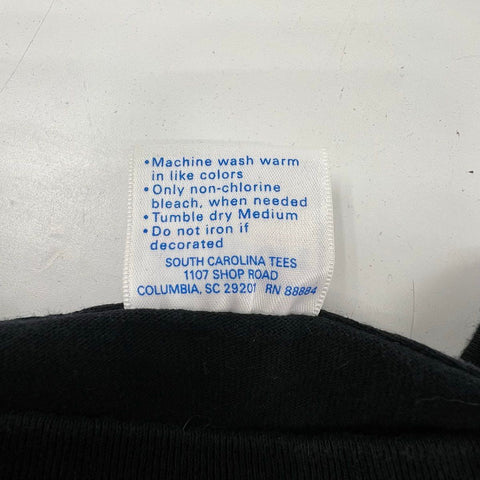 •Machine wash warm
in like colors
•Only non-chlorine
bleach, when needed
•Tumble dry Medium
•Do not iron if
decorated
SOUTH CAROLINA TEES
1107 SHOP ROAD
COLUMBIA, SC 29201 RN 88884